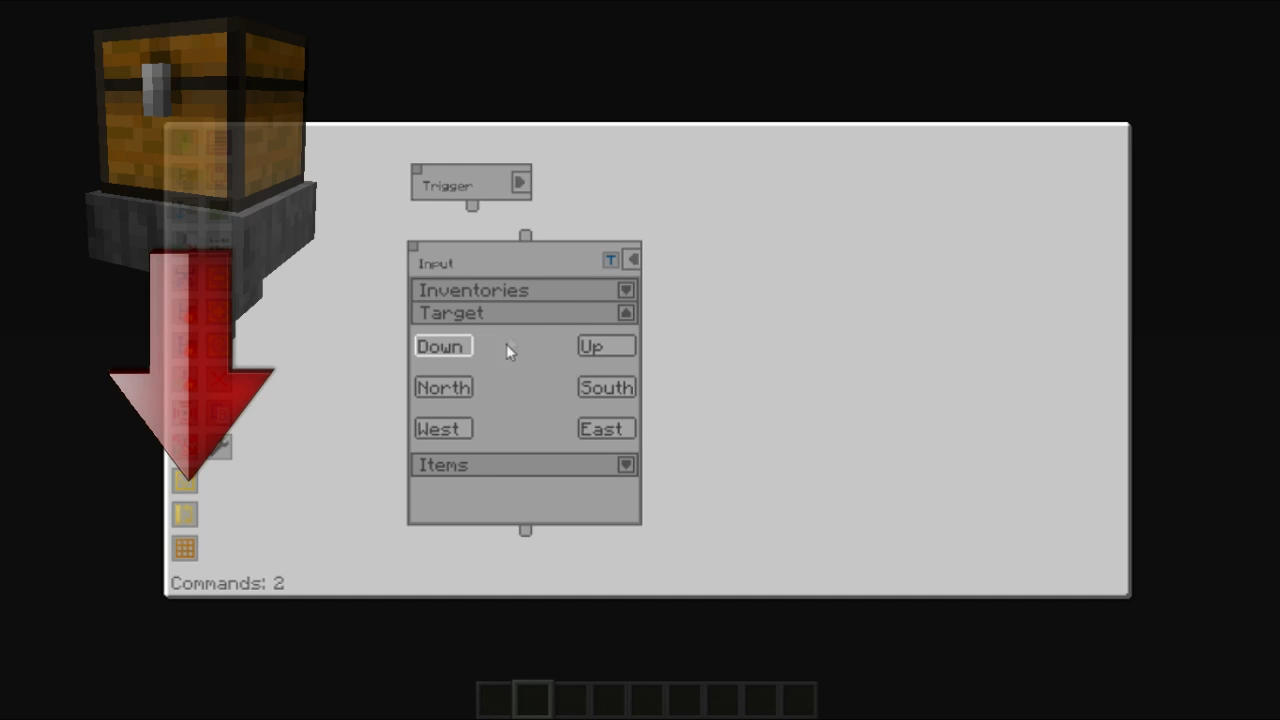 Trigger
Input T
Inventories
Target
Down Up
North South
West East
Items
Commands: 2